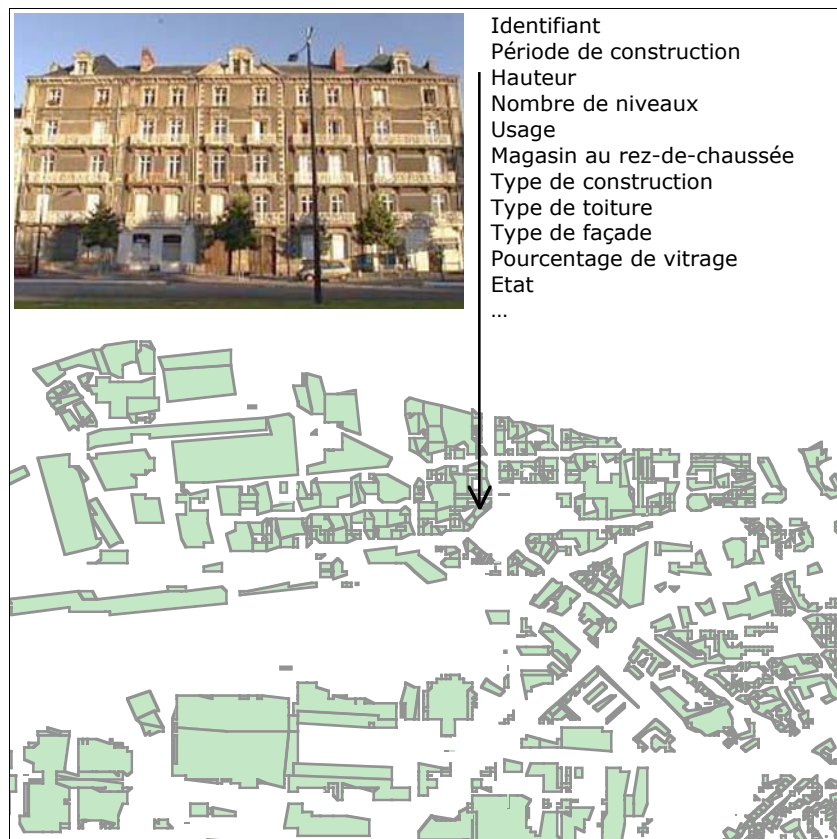 Identifiant
Période de construction
Hauteur
Nombre de niveaux
Usage
Magasin au rez-de-chaussée
Type de construction
Type de toiture
Type de façade
Pourcentage de vitrage
Etat
...